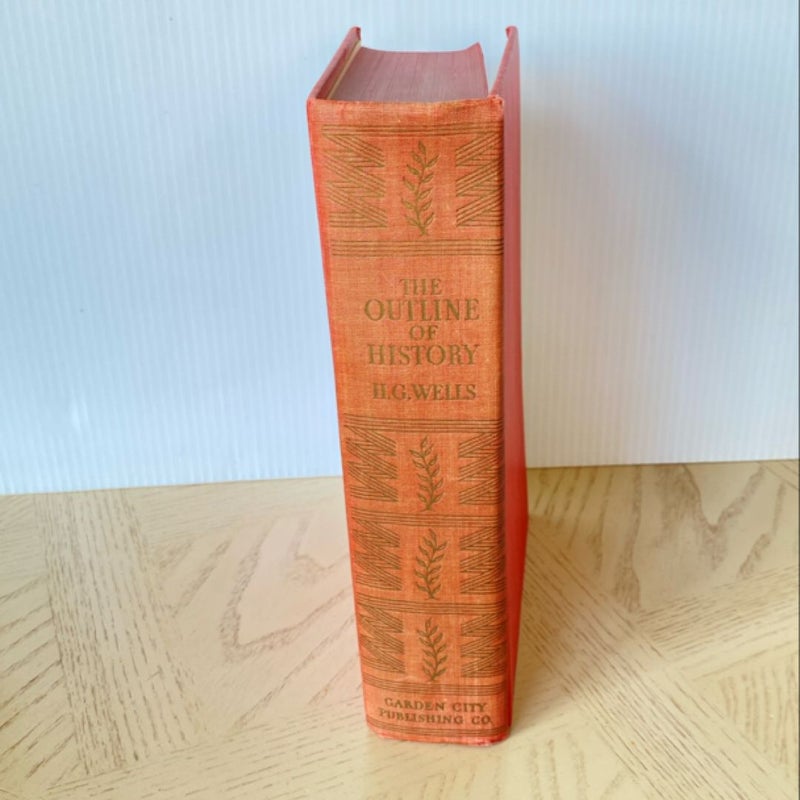 THE
OUTLINE
OF
HISTORY
H.G.WELLS
GARDEN CITY
PUBLISHING CO.